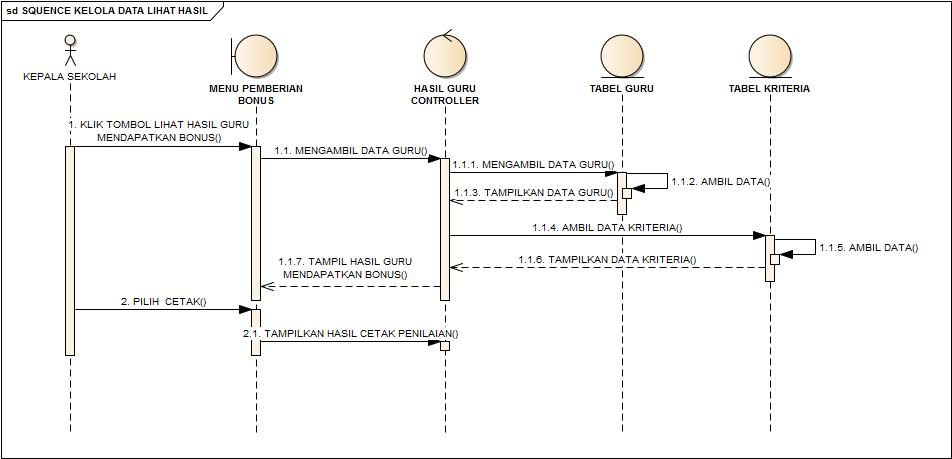 sd SQUENCE KELOLA DATA LIHAT HASIL
KEPALA SEKOLAH
MENU PEMBERIAN
BONUS
HASIL GURU
CONTROLLER
TABEL GURU
TABEL KRITERIA
1. KLIK TOMBOL LIHAT HASIL GURU
MENDAPATKAN BONUS()
1.1. MENGAMBIL DATA GURU()
1.1.1. MENGAMBIL DATA GURU()
1.1.2. AMBIL DATA()
1.1.3. TAMPILKAN DATA GURU()
1.1.4. AMBIL DATA KRITERIA()
1.1.5. AMBIL DATA()
1.1.6. TAMPILKAN DATA KRITERIA()
1.1.7. TAMPIL HASIL GURU
MENDAPATKAN BONUS()
2. PILIH  CETAK()
2.1. TAMPILKAN HASIL CETAK PENILAIAN()